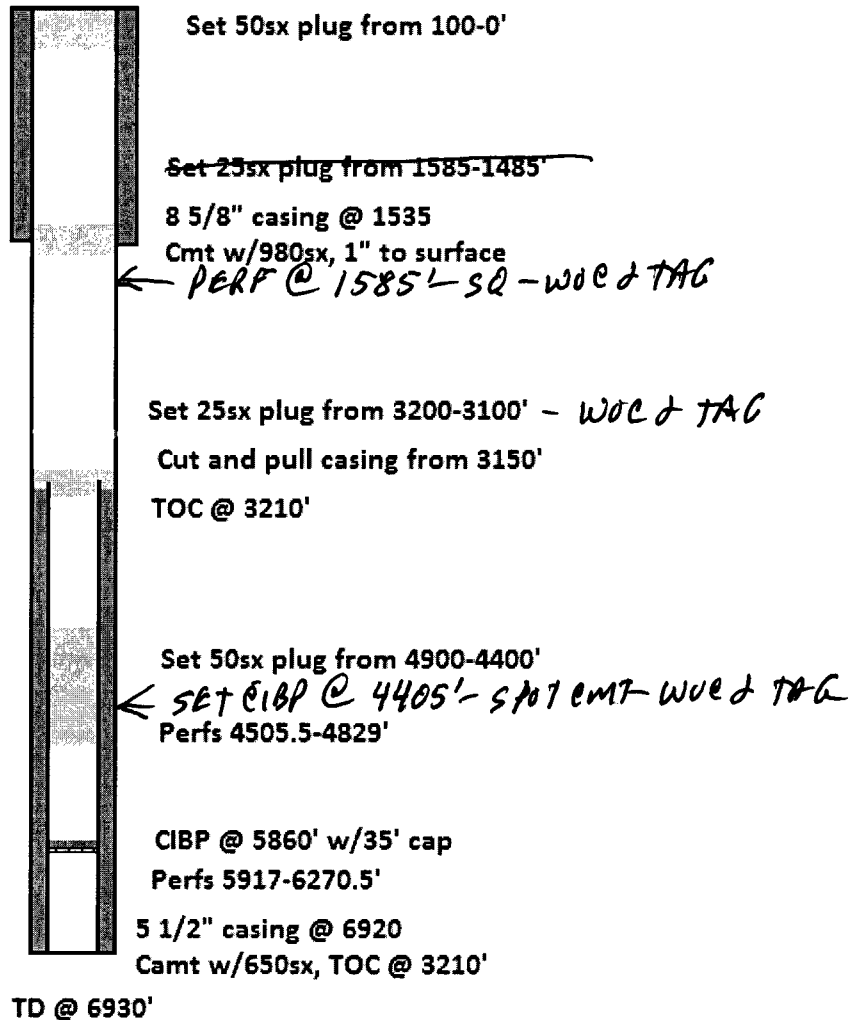 Set 50sx plug from 100-0'
Set 25sx plug from 1585-1485'
8 5/8" casing @ 1535
Cmt w/980sx, 1" to surface
PERF @ 1585'- SQ - WOC & TAG
Set 25sx plug from 3200-3100' - WOC & TAG
Cut and pull casing from 3150'
TOC @ 3210'
Set 50sx plug from 4900-4400'
SET CIBP @ 4405'- SPOT CMT- WOC & TAG
Perfs 4505.5-4829'
CIBP @ 5860' w/35' cap
Perfs 5917-6270.5'
5 1/2" casing @ 6920
Camt w/650sx, TOC @ 3210'
TD @ 6930'